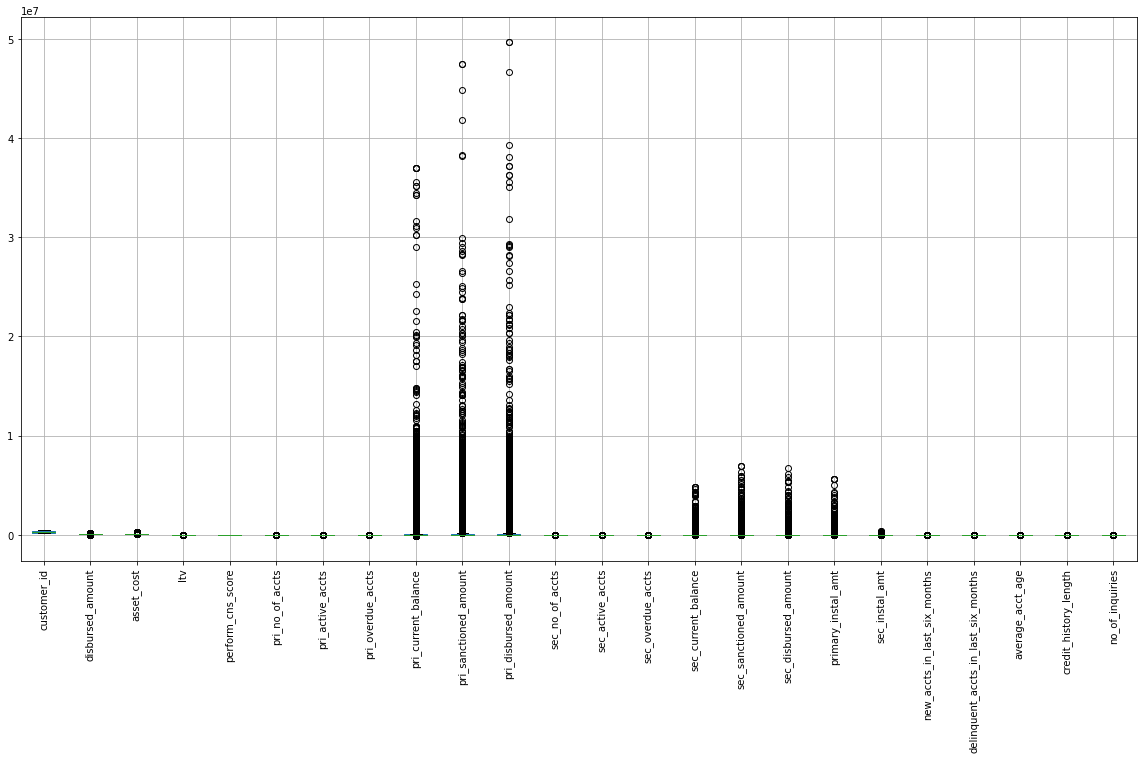 1e7
5
4
3
2
1
0
customer_id
disbursed_amount
asset_cost
ltv
perform_cns_score
pri_no_of_accts
pri_active_accts
pri_overdue_accts
pri_current_balance
pri_sanctioned_amount
pri_disbursed_amount
sec_no_of_accts
sec_active_accts
sec_overdue_accts
sec_current_balance
sec_sanctioned_amount
sec_disbursed_amount
primary_instal_amt
sec_instal_amt
new_accts_in_last_six_months
delinquent_accts_in_last_six_months
average_acct_age
credit_history_length
no_of_inquiries